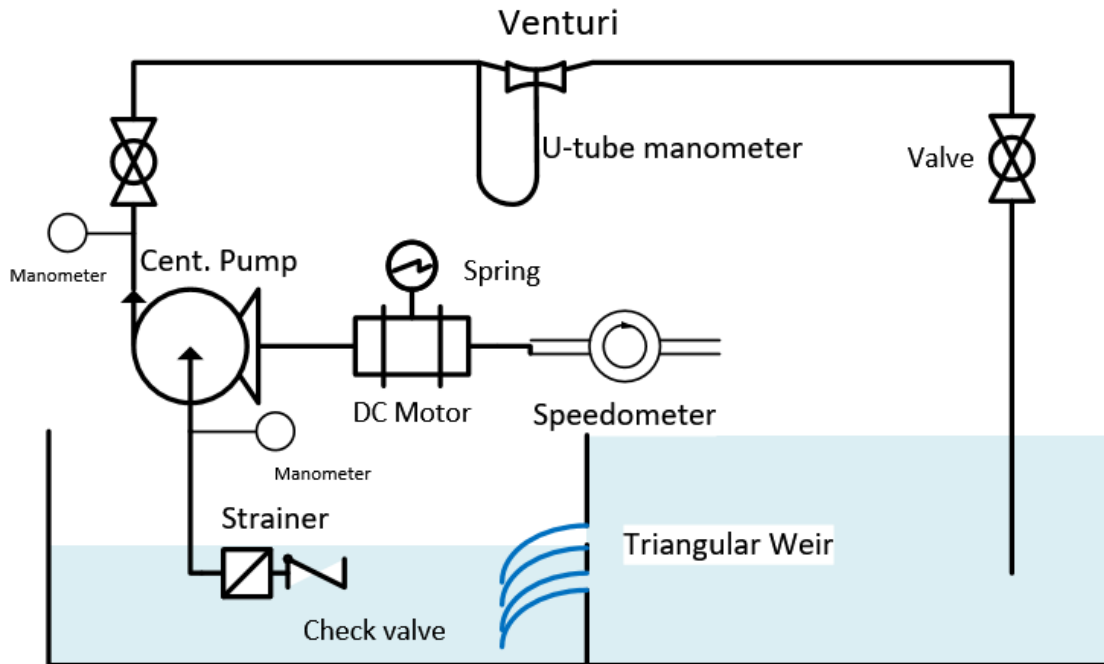 Venturi
U-tube manometer
Valve
Manometer
Cent. Pump
Spring
DC Motor
Speedometer
Manometer
Strainer
Triangular Weir
Check valve